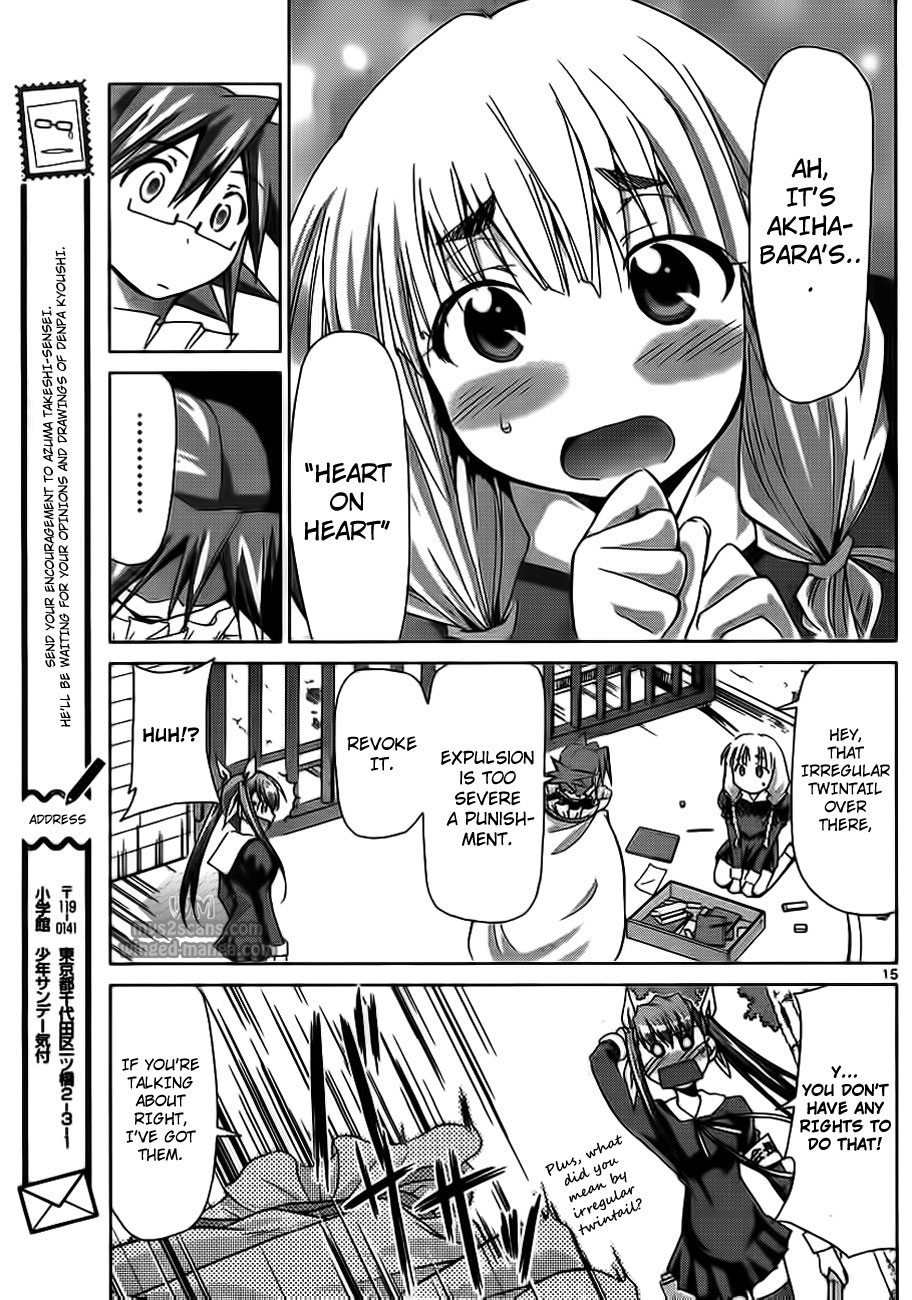 AH,
IT'S
AKIHA-
BARA'S..
.
"HEART
ON
HEART"
.........
HEY,
THAT
IRREGULAR
TWINTAIL
OVER
THERE,
EXPULSION
IS TOO
SEVERE
A PUNISH-
MENT.
REVOKE
IT.
HUH!?
15
Y...
YOU DON'T
HAVE ANY
RIGHTS TO
DO THAT!
Plus, what
did you
mean by
irregular
twintail?
IF YOU'RE
TALKING
ABOUT
RIGHT,
I'VE GOT
THEM.
SEND YOUR ENCOURAGEMENT TO AZUMA TAKESHI-SENSEI.
HE'LL BE WAITING FOR YOUR OPINIONS AND DRAWINGS OF DENPA KYOUSHI.
ADDRESS
〒119-0141 東京都千代田区一ツ橋2-3-1
小学館 少年サンデー気付